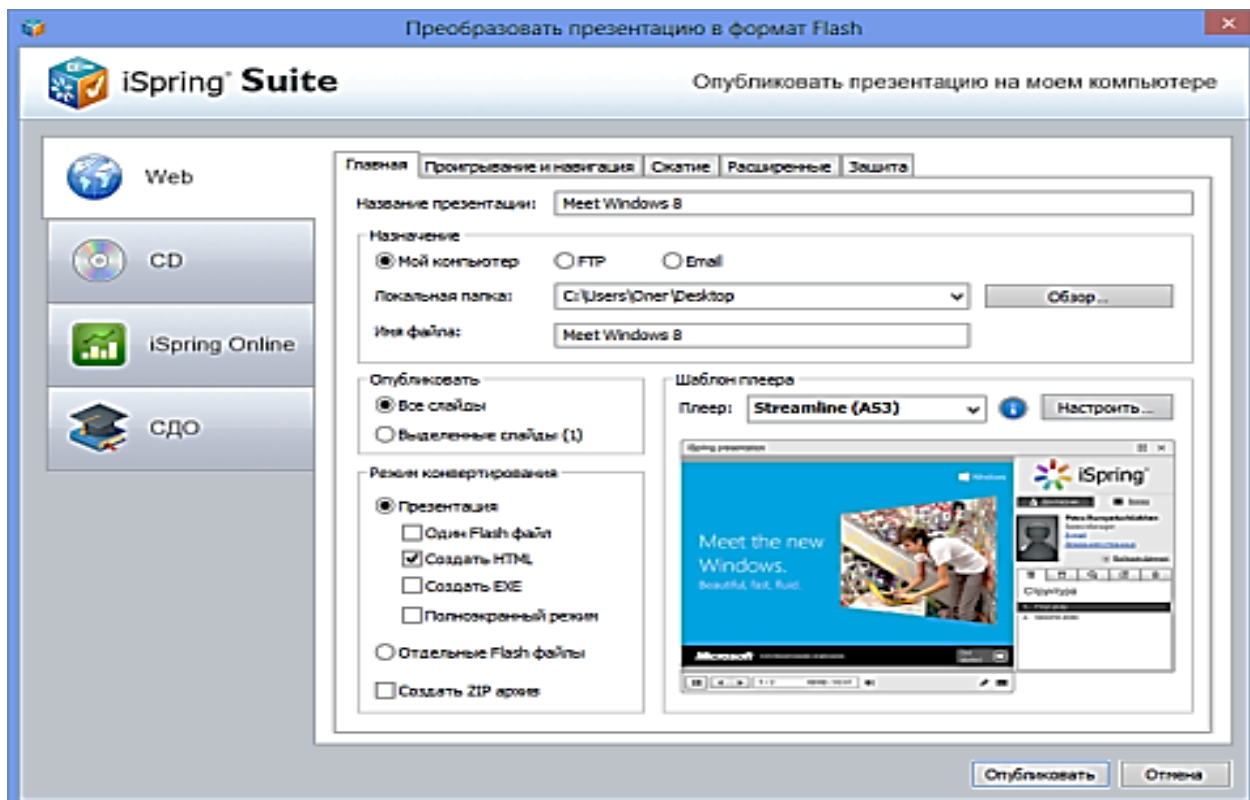 Преобразовать презентацию в формат Flash
iSpring® Suite
Опубликовать презентацию на моем компьютере
Web
CD
iSpring Online
СДО
Главная Проигрывание и навигация Сжатие Расширенные Защита
Название презентации: Meet Windows 8
Назначение
Мой компьютер FTP Email
Локальная папка: C:\Users\Oner\Desktop Обзор...
Имя файла: Meet Windows 8
Опубликовать
Все слайды
Выделенные слайды (1)
Режим конвертирования
Презентация
Один Flash файл
Создать HTML
Создать EXE
Полноэкранный режим
Отдельные Flash файлы
Создать ZIP архив
Шаблон плеера
Плеер: Streamline (AS3) Настроить...
iSpring presentation
Windows
Meet the new
Windows.
Beautiful, fast, fluid.
Microsoft
iSpring®
Структура
Опубликовать Отмена